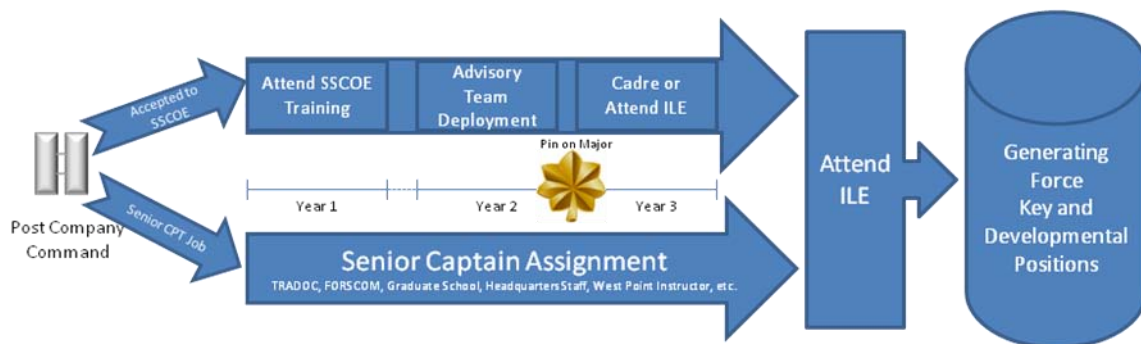 Accepted to
SSCOE
Attend SSCOE
Training
Advisory
Team
Deployment
Cadre or
Attend ILE
Pin on Major
Year 1
Year 2
Year 3
Post Company
Command
Senior CPT Job
Senior Captain Assignment
TRADOC, FORSCOM, Graduate School, Headquarters Staff, West Point Instructor, etc.
Attend
ILE
Generating
Force
Key and
Developmental
Positions